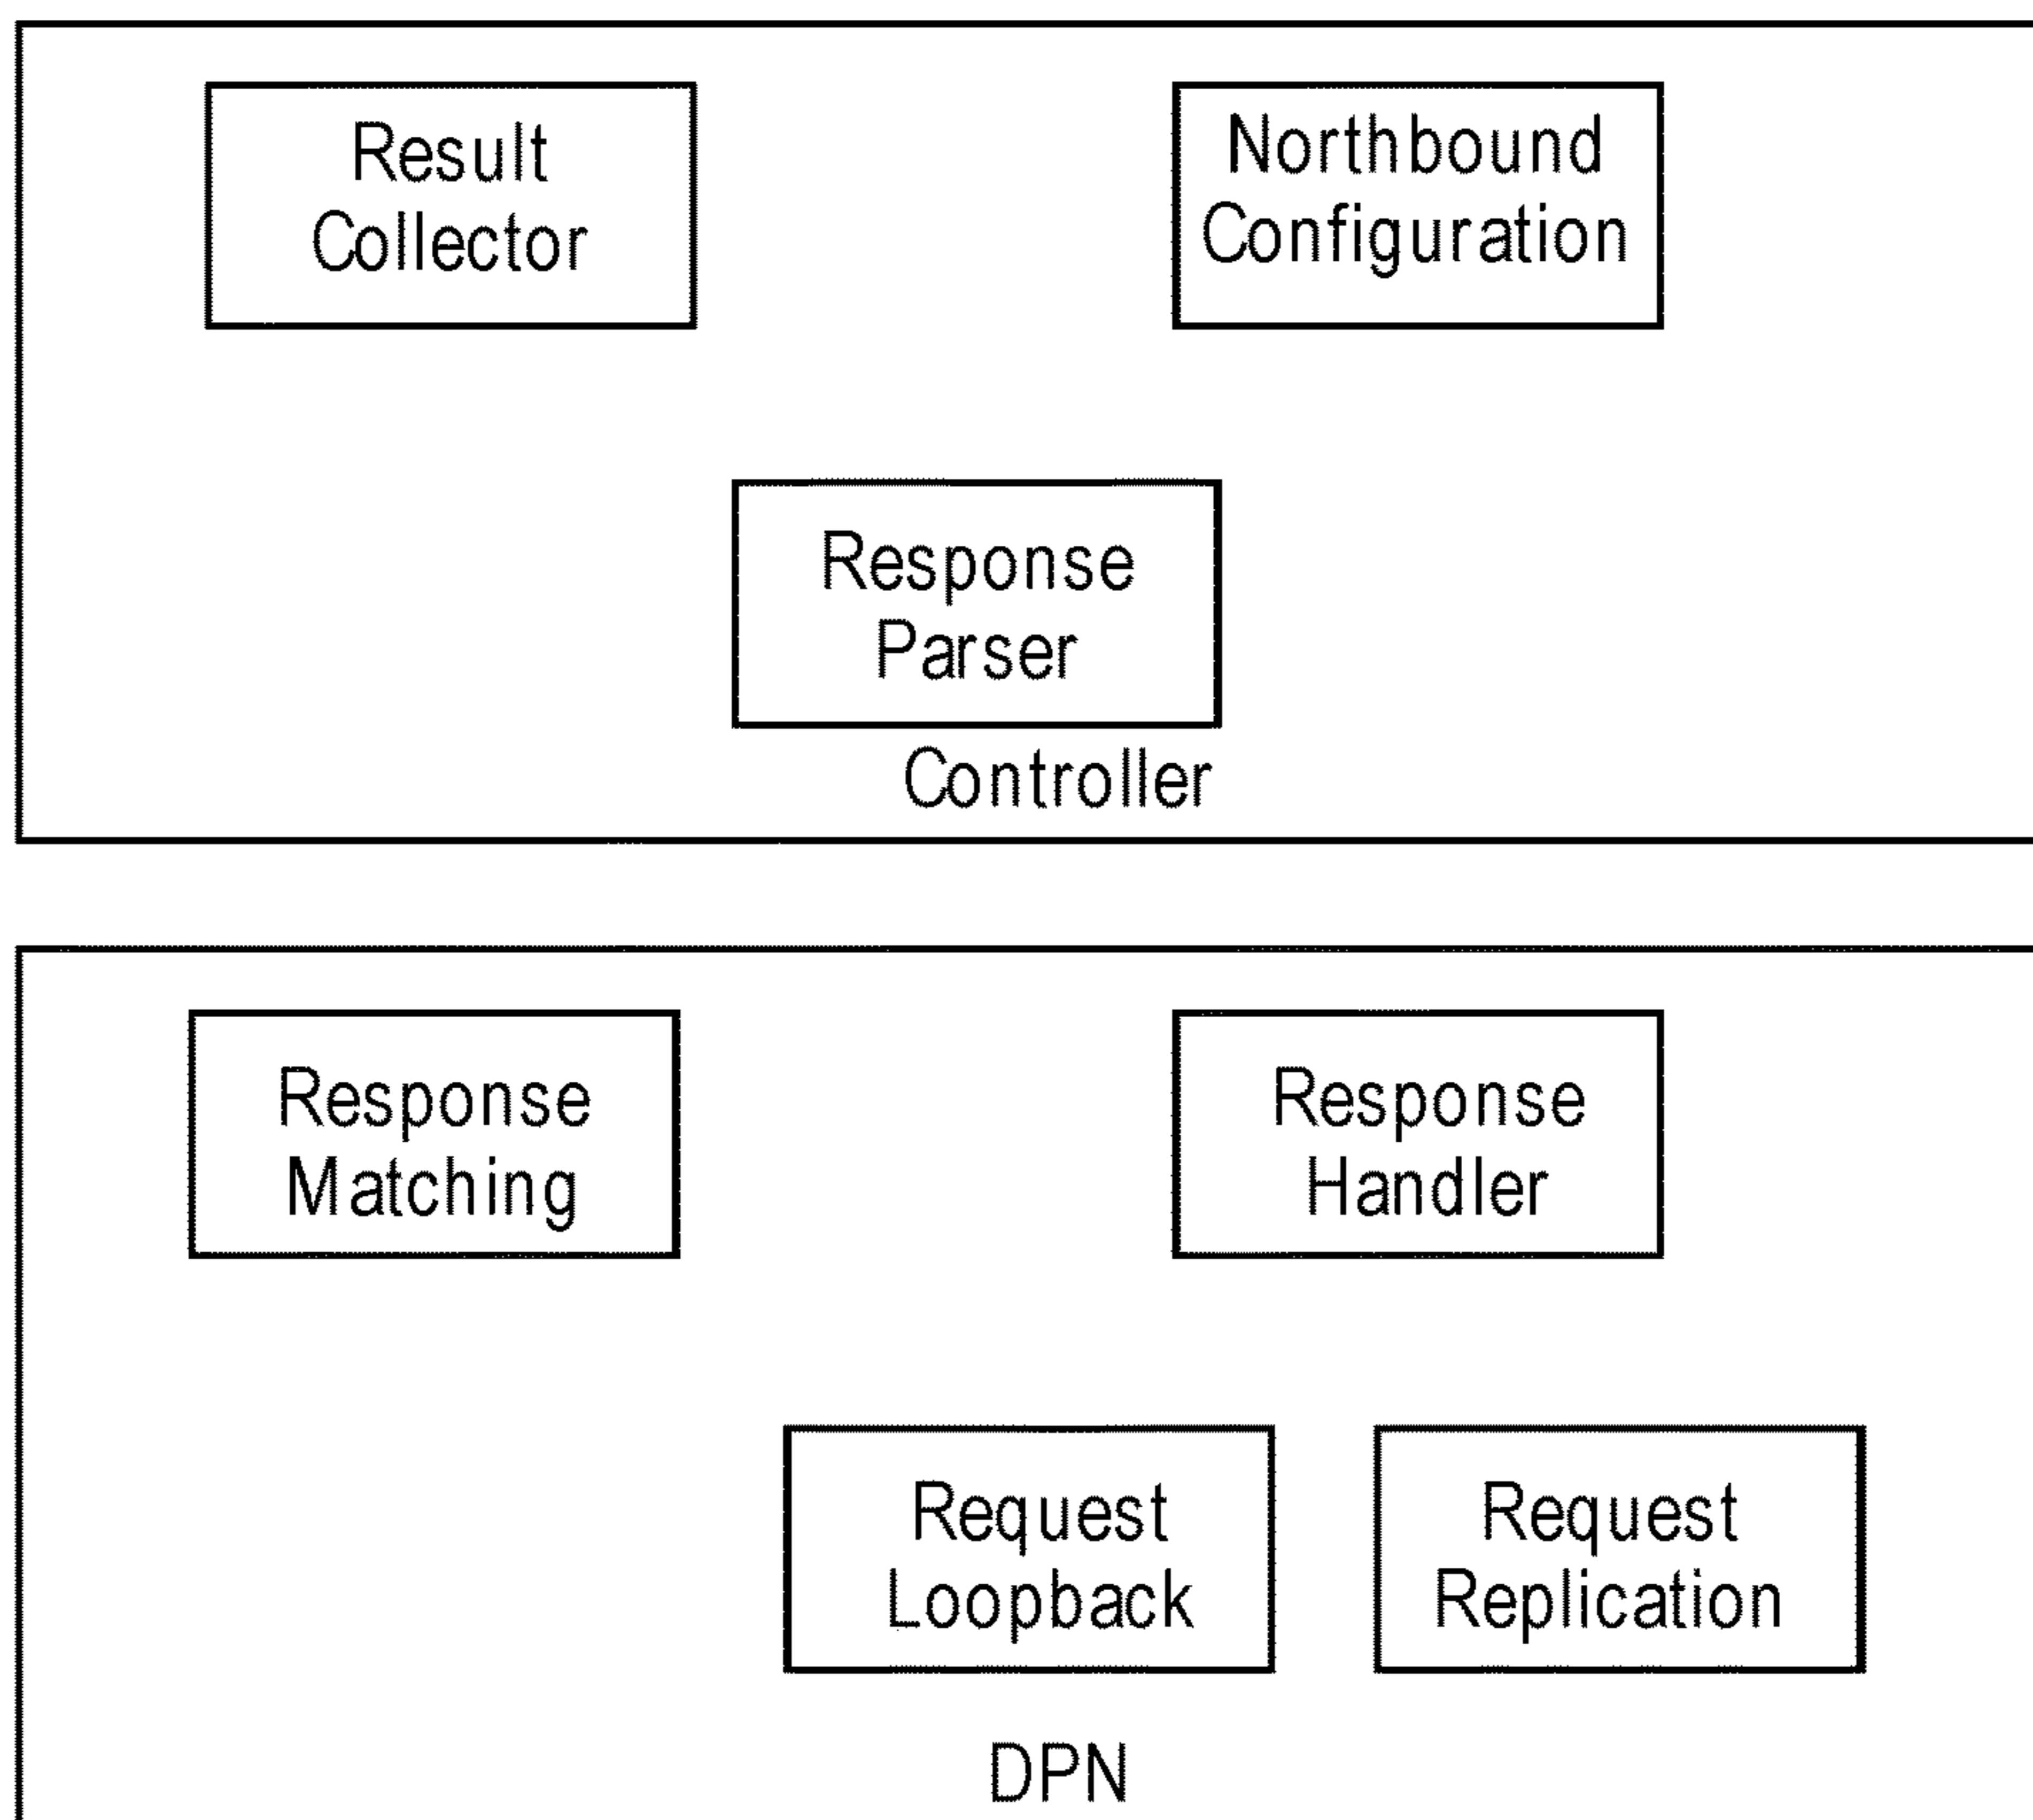 Result
Collector
Northbound
Configuration
Response
Parser
Controller
Response
Matching
Response
Handler
Request
Loopback
Request
Replication
DPN